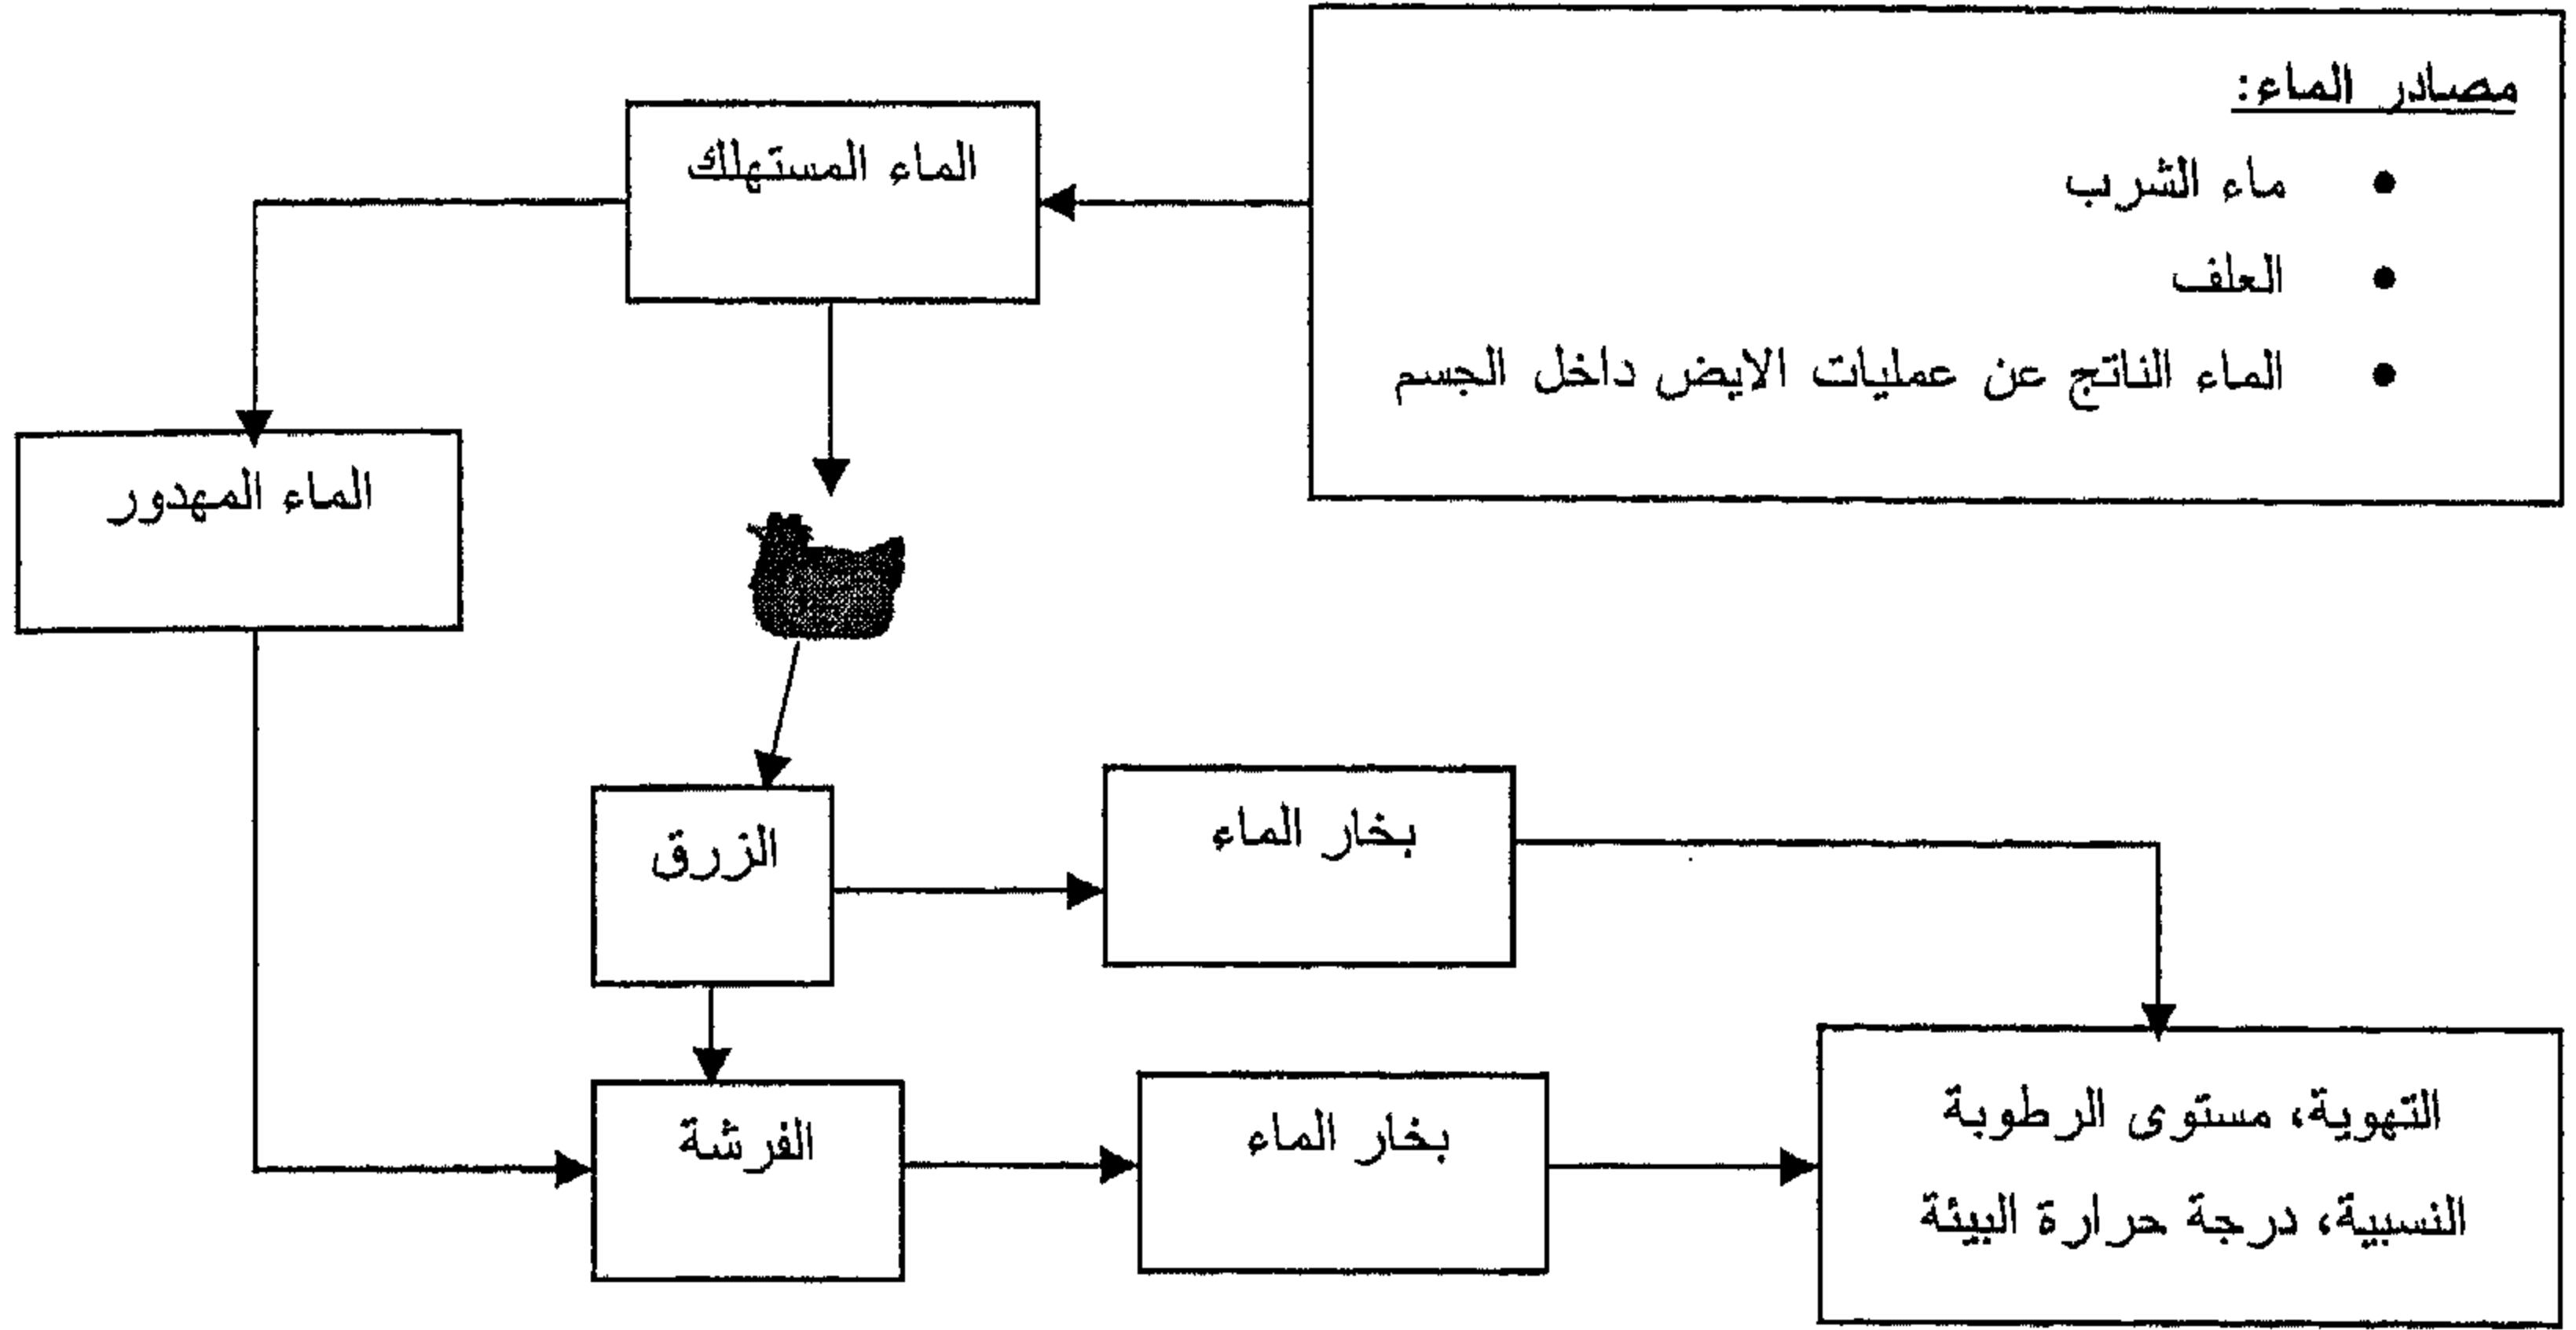 مصادر الماء:
• ماء الشرب
• العلف
• الماء الناتج عن عمليات الايض داخل الجسم
الماء المستهلك
الماء المهدور
الزرق
بخار الماء
الفرشة
بخار الماء
التهوية، مستوى الرطوبة
النسبية، درجة حرارة البيئة